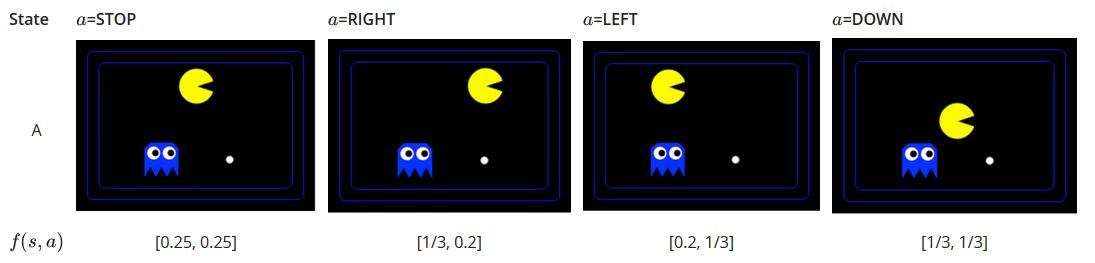 State a=STOP a=RIGHT a=LEFT a=DOWN
A
f(s, a) [0.25, 0.25] [1/3, 0.2] [0.2, 1/3] [1/3, 1/3]